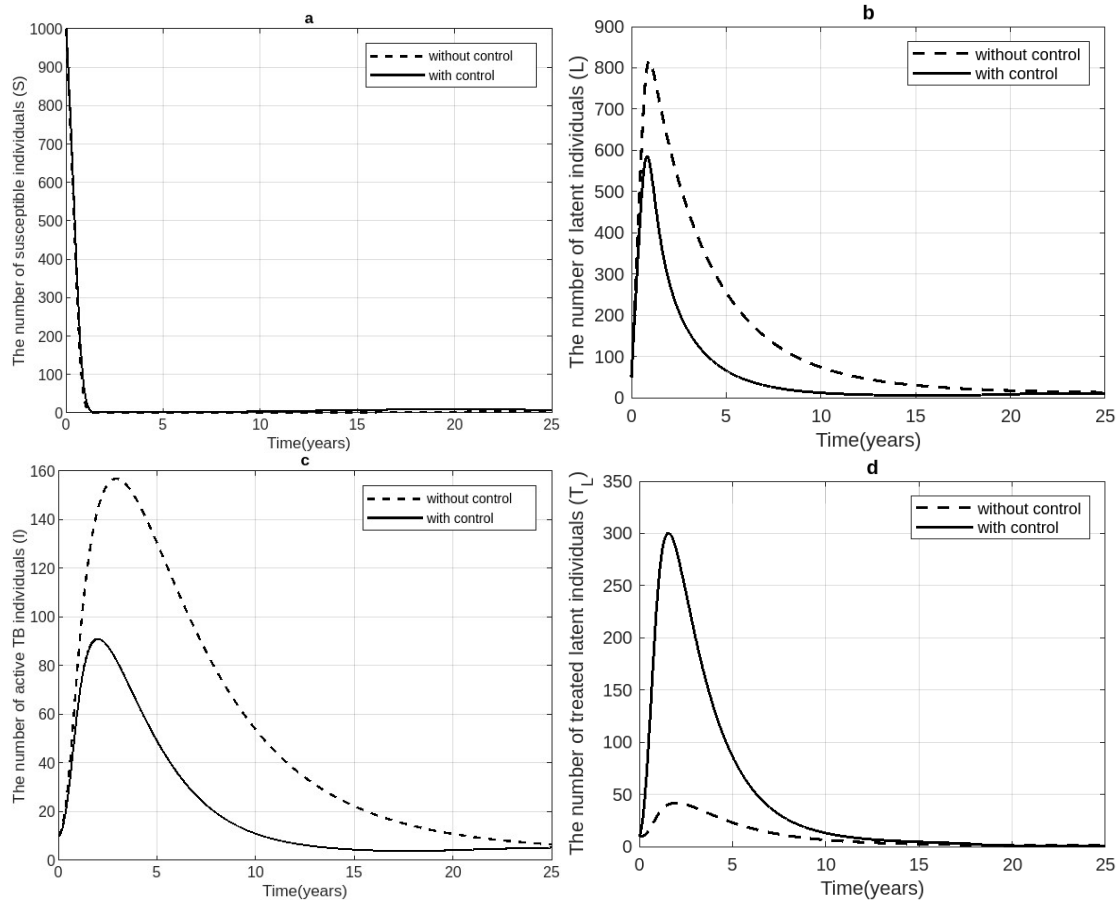 a
1000
900
800
700
600
500
400
300
200
100
0
The number of susceptible individuals (S)
without control
with control
0 5 10 15 20 25
Time(years)
b
900
800
700
600
500
400
300
200
100
0
The number of latent individuals (L)
without control
with control
0 5 10 15 20 25
Time (years)
c
160
140
120
100
80
60
40
20
0
The number of active TB individuals (I)
without control
with control
0 5 10 15 20 25
Time(years)
d
350
300
250
200
150
100
50
0
The number of treated latent individuals (T_L)
without control
with control
0 5 10 15 20 25
Time(years)